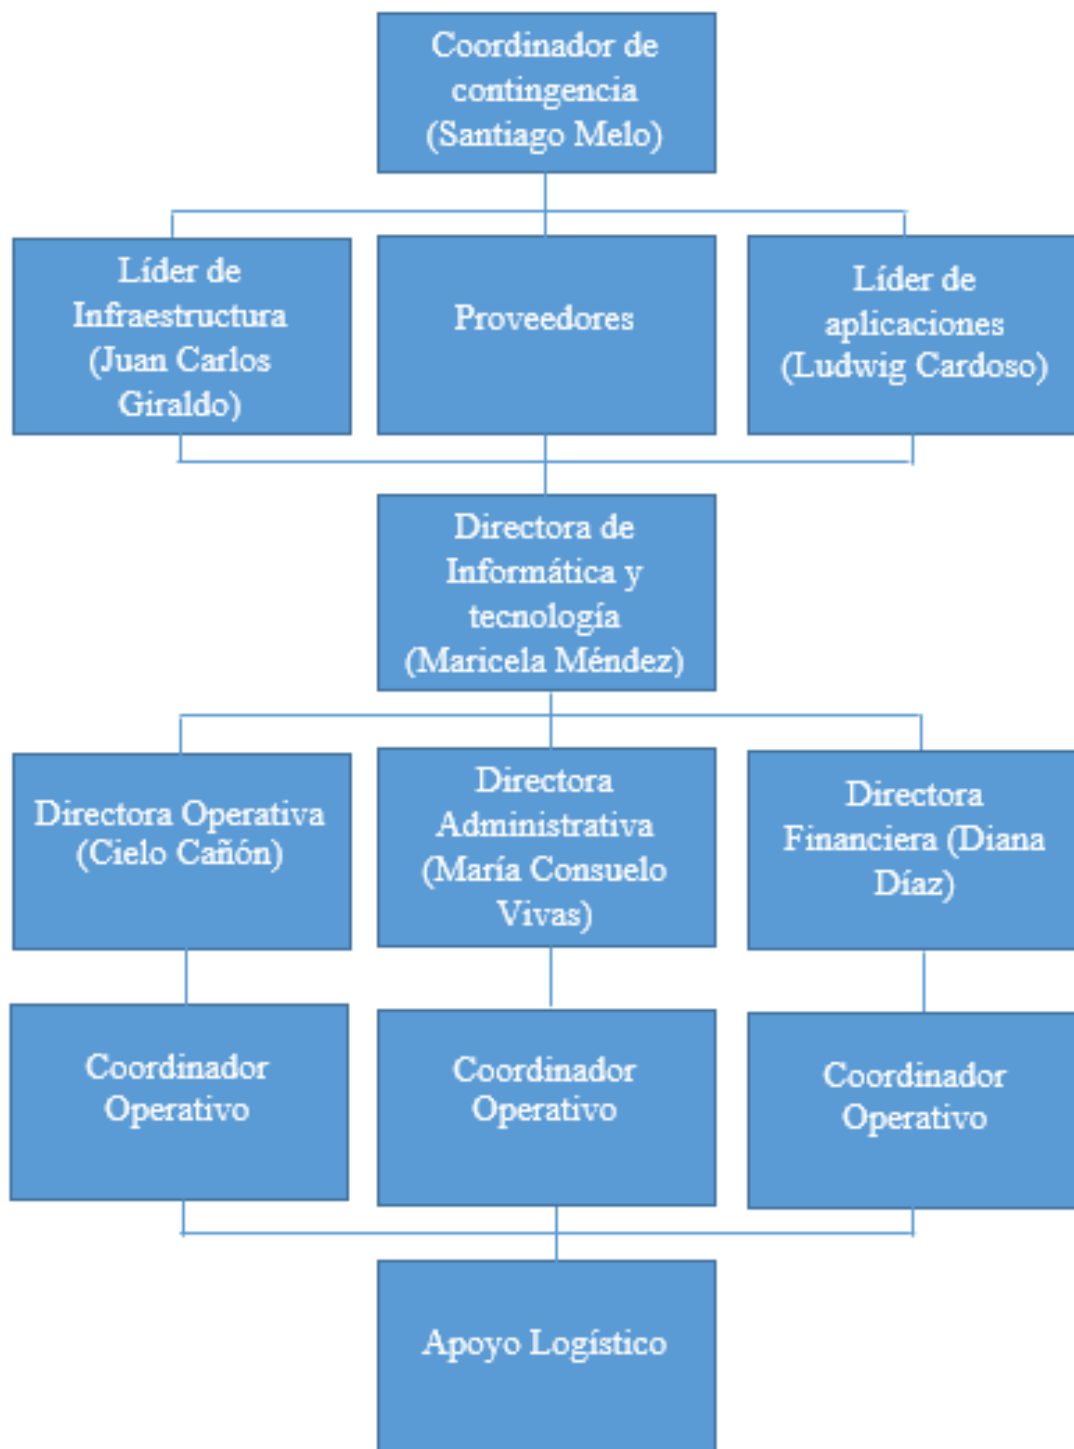 Coordinador de
contingencia
(Santiago Melo)
Líder de
Infraestructura
(Juan Carlos
Giraldo)
Proveedores
Líder de
aplicaciones
(Ludwig Cardoso)
Directora de
Informática y
tecnología
(Maricela Méndez)
Directora Operativa
(Cielo Cañón)
Directora
Administrativa
(María Consuelo
Vivas)
Directora
Financiera (Diana
Díaz)
Coordinador
Operativo
Coordinador
Operativo
Coordinador
Operativo
Apoyo Logístico